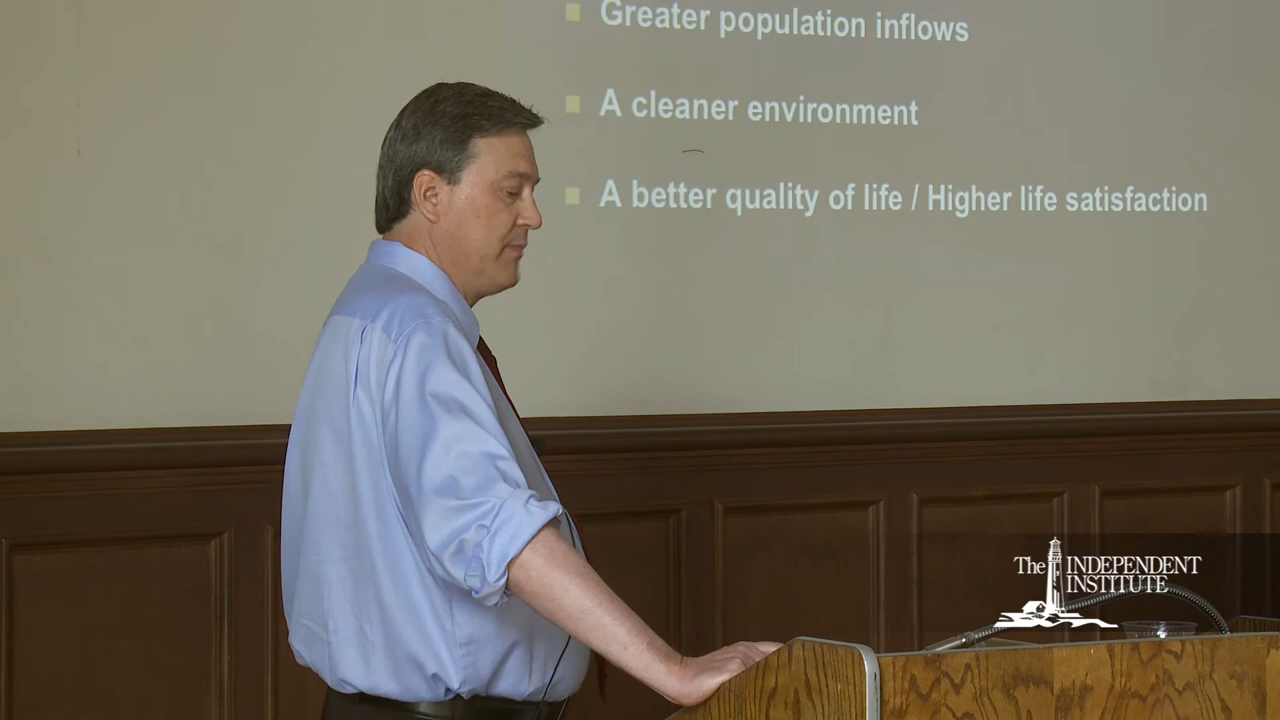 Greater population inflows
A cleaner environment
A better quality of life / Higher life satisfaction
The INDEPENDENT
INSTITUTE